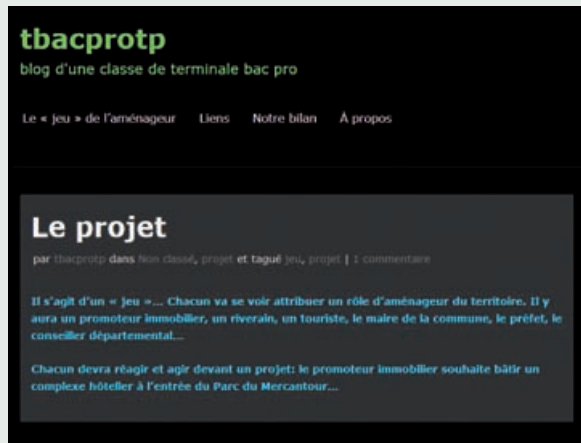 tbacprotp
blog d'une classe de terminale bac pro
Le « jeu » de l'aménageur Liens Notre bilan À propos
Le projet
par tbacprotp dans Non classé, projet et tagué jeu, projet | 1 commentaire
Il s'agit d'un « jeu »... Chacun va se voir attribuer un rôle d'aménageur du territoire. Il y
aura un promoteur immobilier, un riverain, un touriste, le maire de la commune, le préfet, le
conseiller départemental...
Chacun devra réagir et agir devant un projet: le promoteur immobilier souhaite bâtir un
complexe hôtelier à l'entrée du Parc du Mercantour...